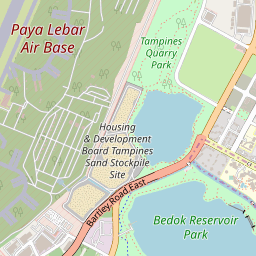 Paya Lebar
Air Base
Tampines
Quarry
Park
Housing
& Development
Board Tampines
Sand Stockpile
Site
Bartley Road East
Bedok Reservoir
Park